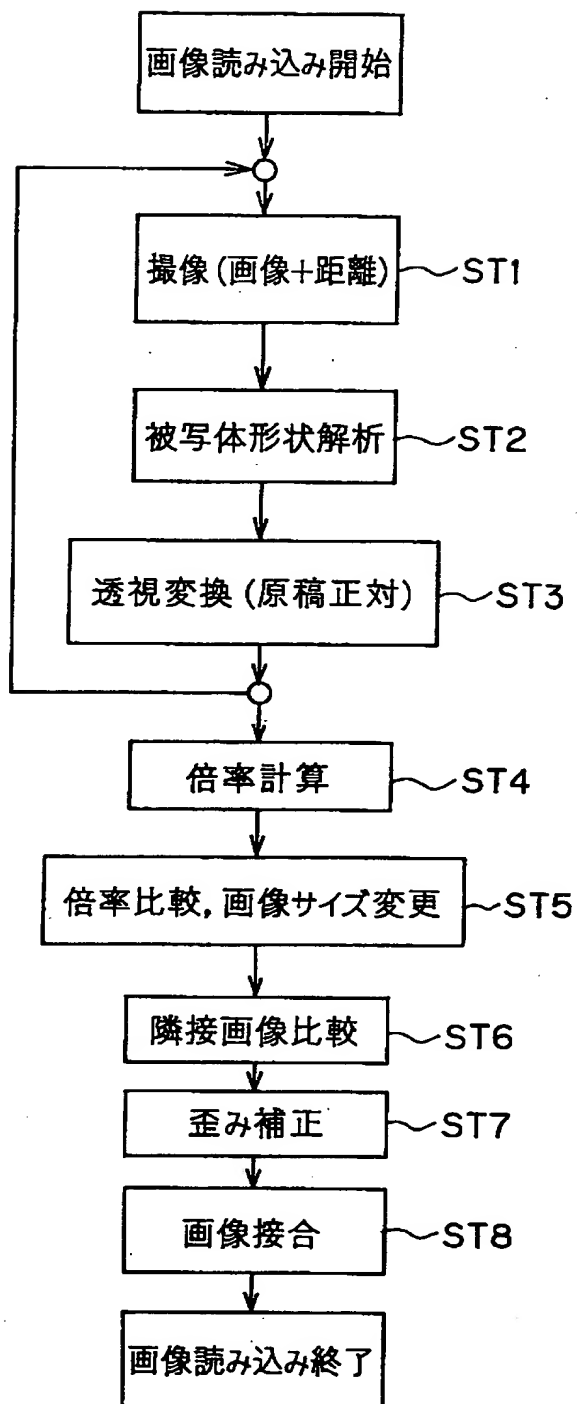 画像読み込み開始
撮像(画像+距離) ST1
被写体形状解析 ST2
透視変換(原稿正対) ST3
倍率計算 ST4
倍率比較,画像サイズ変更 ST5
隣接画像比較 ST6
歪み補正 ST7
画像接合 ST8
画像読み込み終了